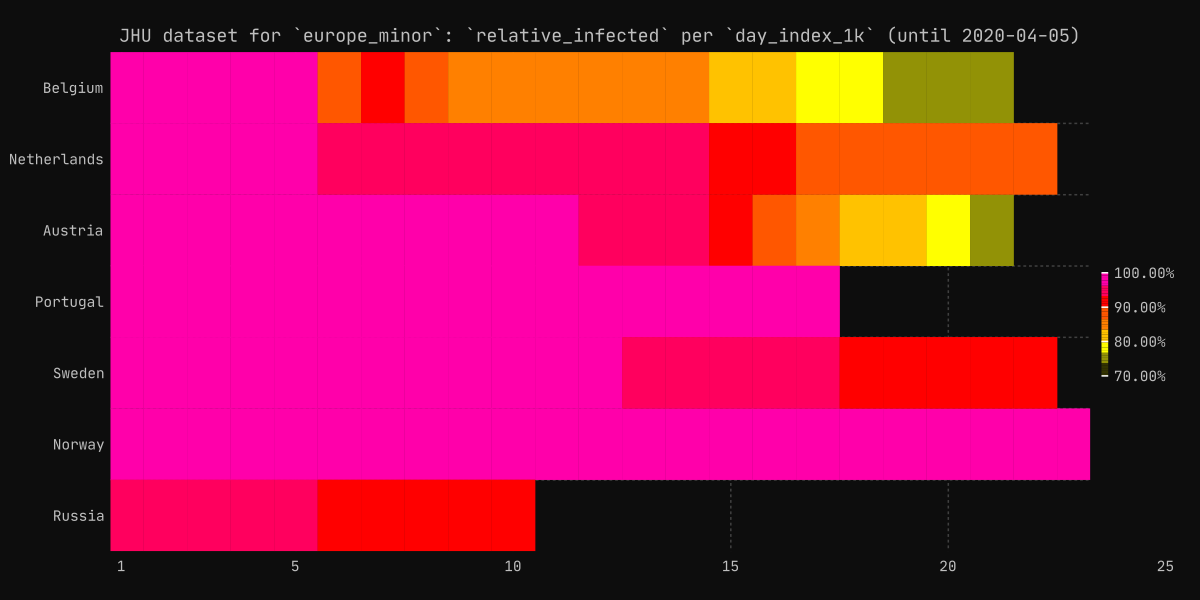 JHU dataset for `europe_minor`: `relative_infected` per `day_index_1k` (until 2020-04-05)
Belgium
Netherlands
Austria
Portugal
Sweden
Norway
Russia
100.00%
90.00%
80.00%
70.00%
1 5 10 15 20 25